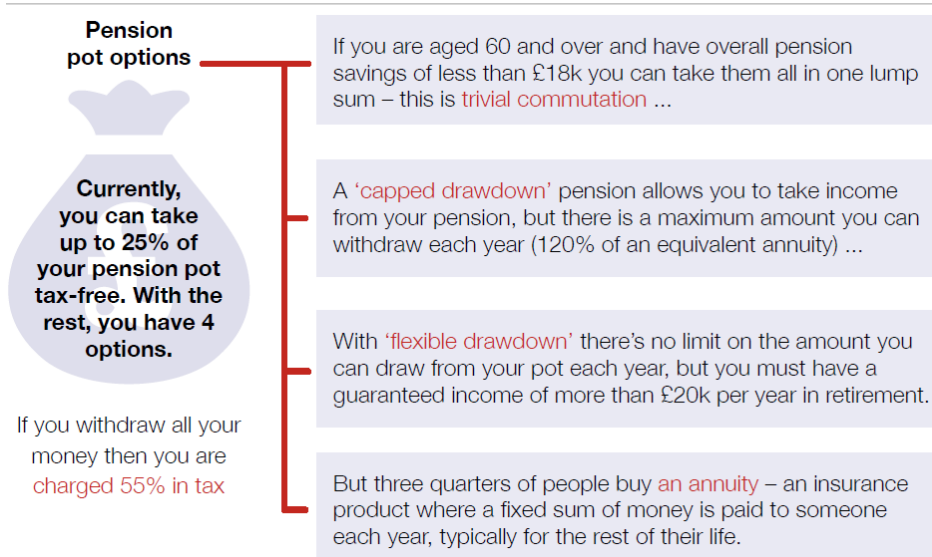 Pension
pot options
Currently,
you can take
up to 25% of
your pension pot
tax-free. With the
rest, you have 4
options.
If you withdraw all your
money then you are
charged 55% in tax
If you are aged 60 and over and have overall pension
savings of less than £18k you can take them all in one lump
sum – this is trivial commutation ...
A ‘capped drawdown’ pension allows you to take income
from your pension, but there is a maximum amount you can
withdraw each year (120% of an equivalent annuity) ...
With ‘flexible drawdown’ there’s no limit on the amount you
can draw from your pot each year, but you must have a
guaranteed income of more than £20k per year in retirement.
But three quarters of people buy an annuity – an insurance
product where a fixed sum of money is paid to someone
each year, typically for the rest of their life.